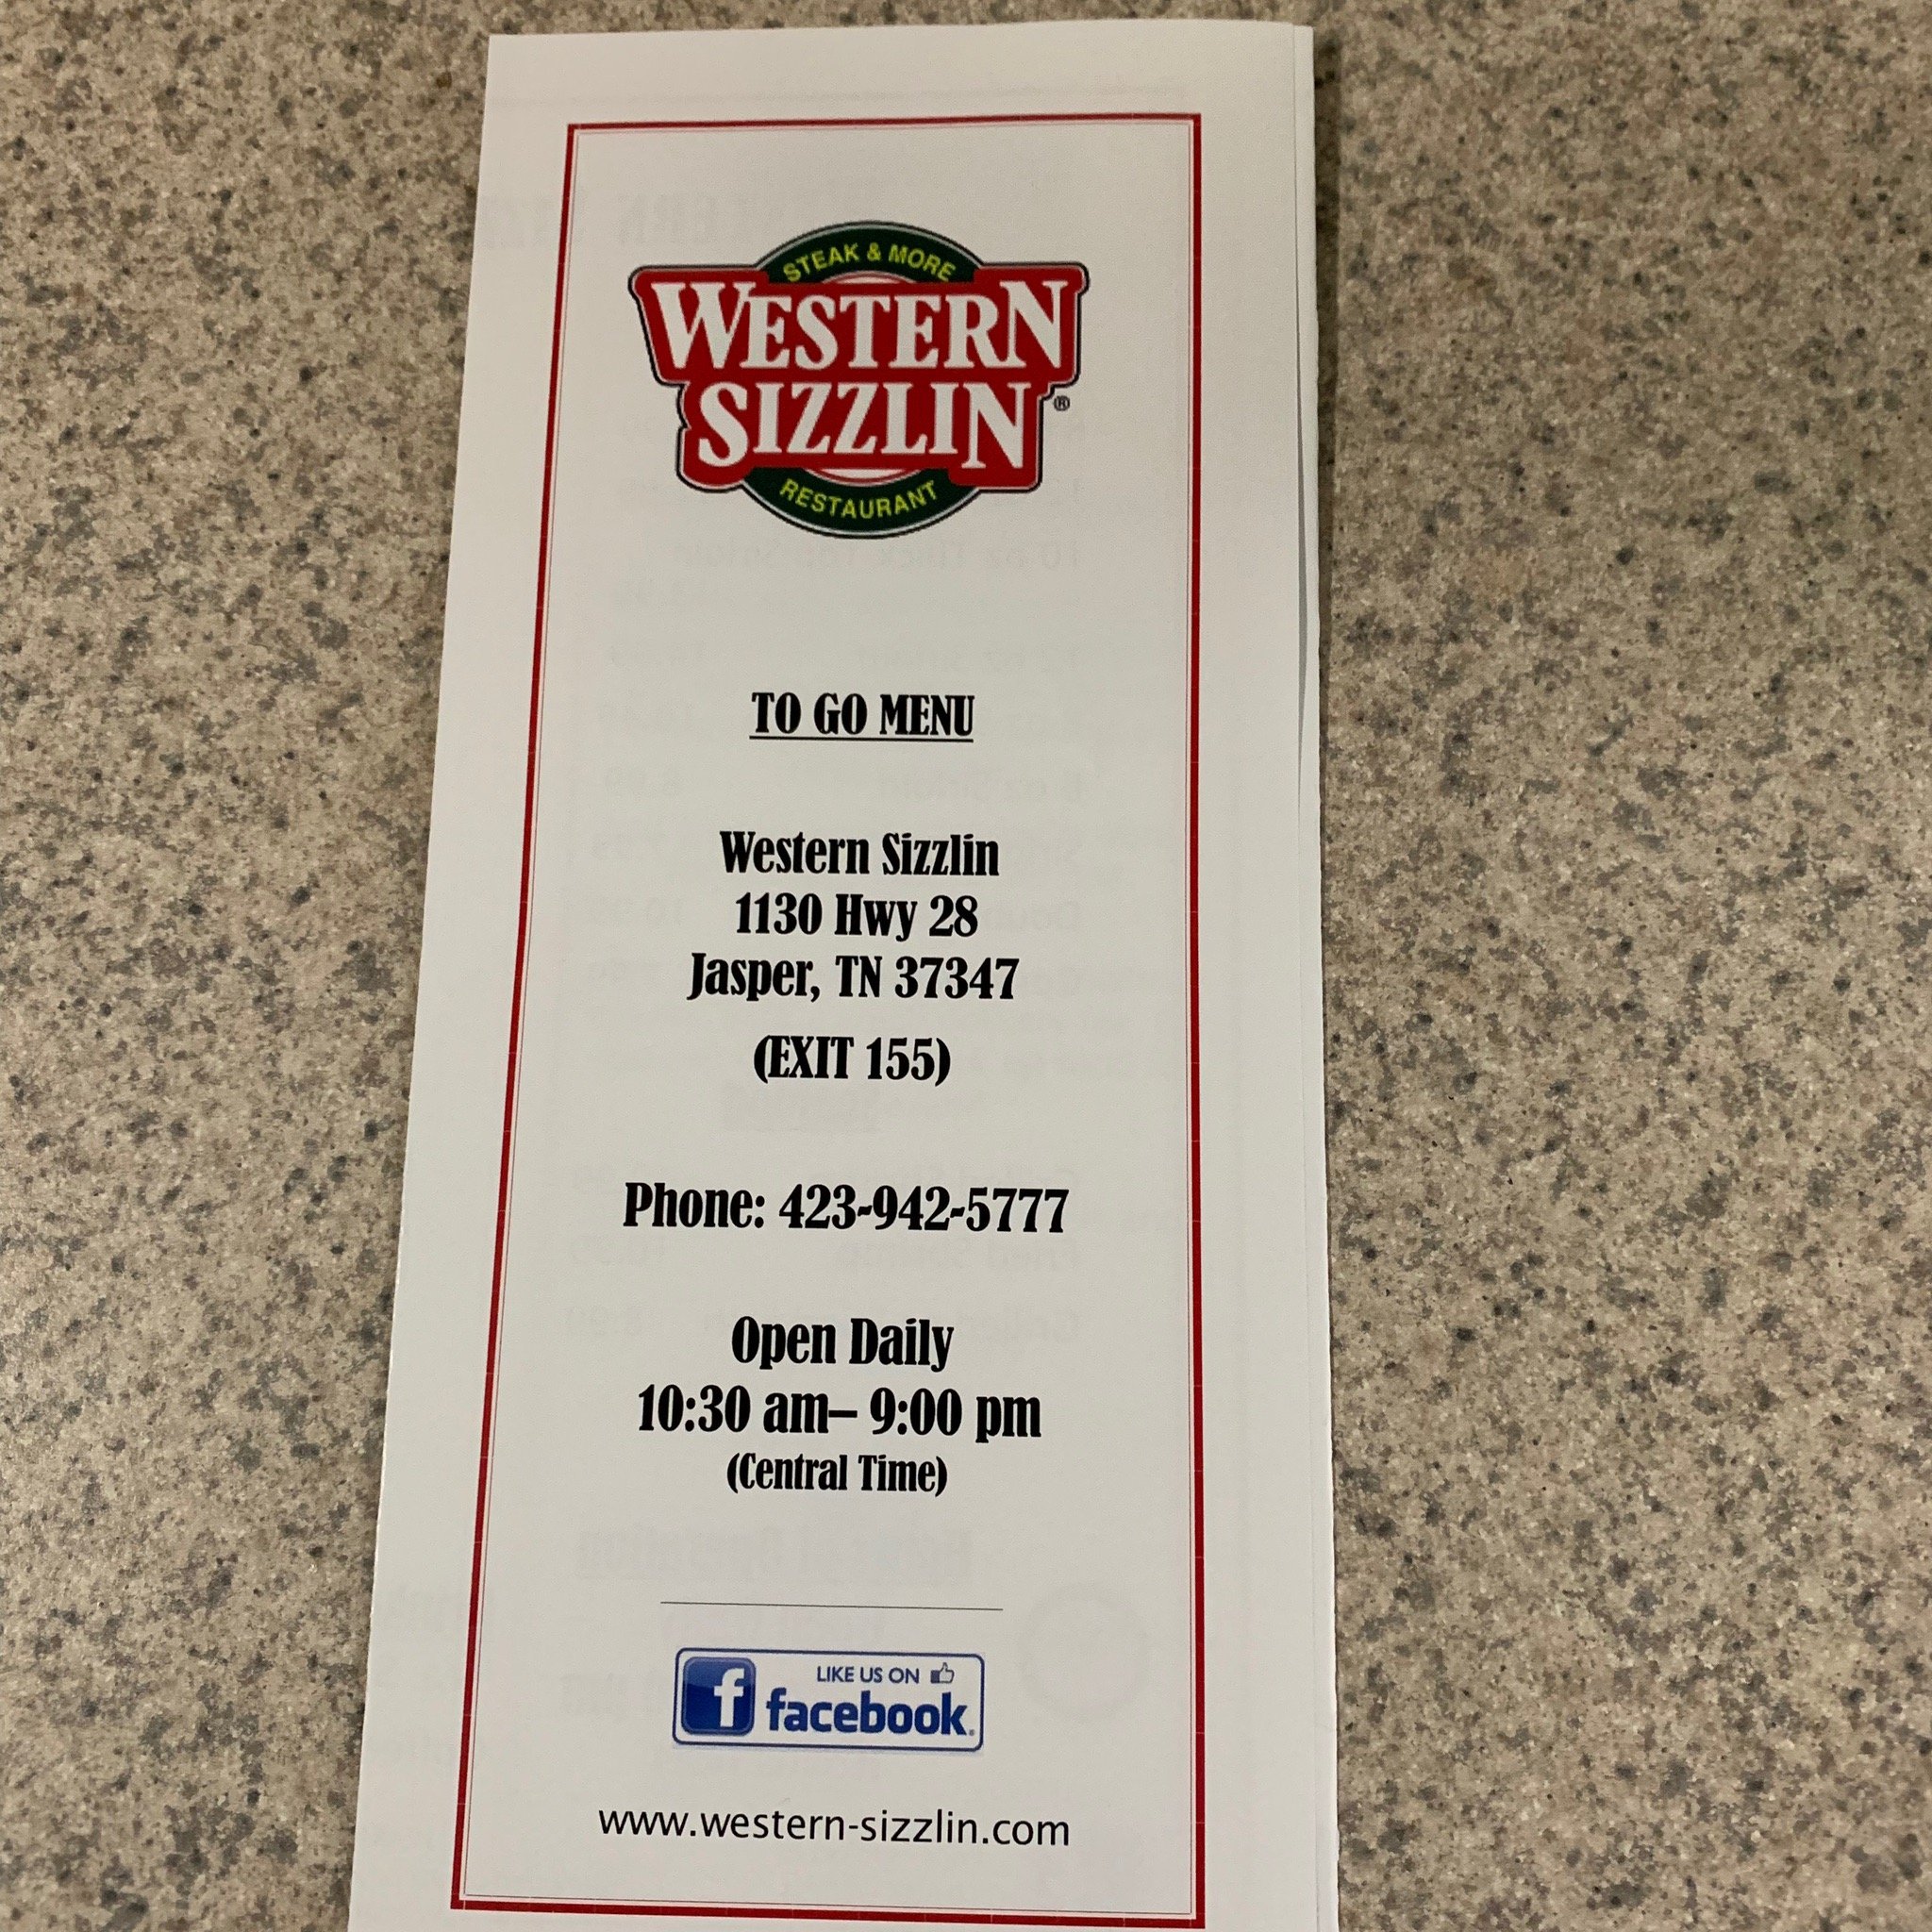 STEAK & MORE
WESTERN
SIZZLIN®
RESTAURANT
TO GO MENU
Western Sizzlin
1130 Hwy 28
Jasper, TN 37347
(EXIT 155)
Phone: 423-942-5777
Open Daily
10:30 am– 9:00 pm
(Central Time)
LIKE US ON
f facebook.
www.western-sizzlin.com